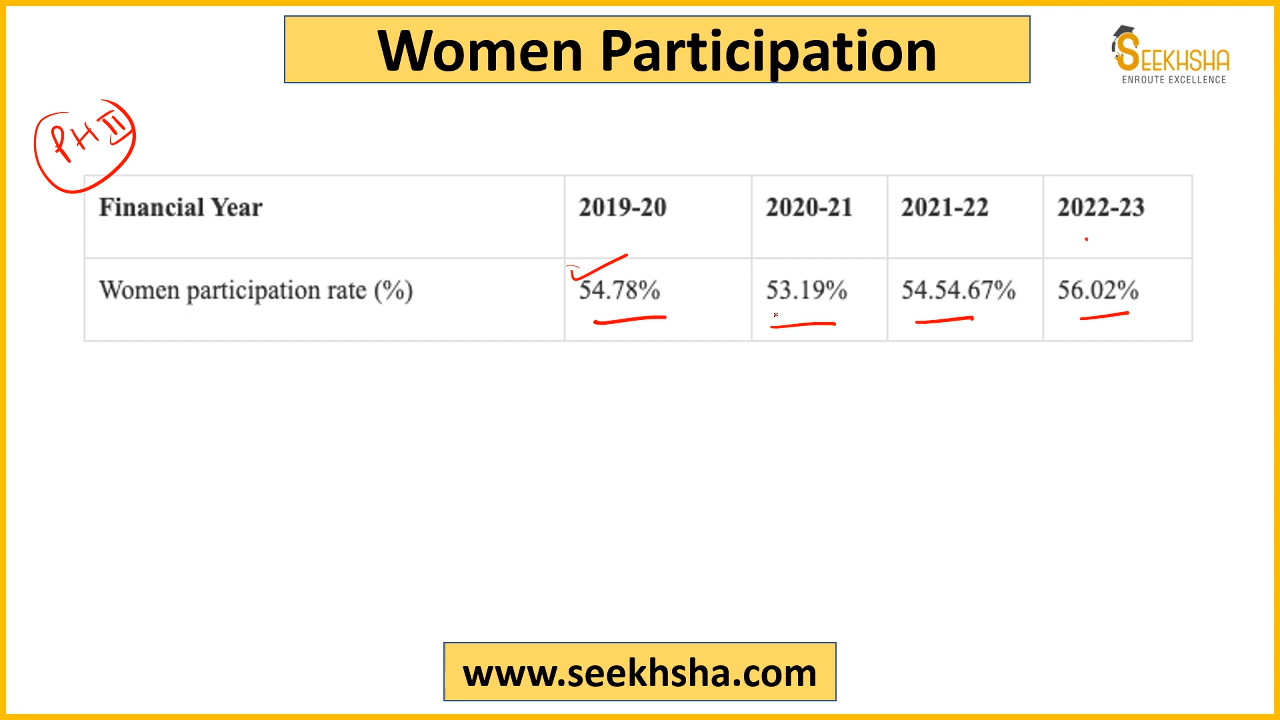 Women Participation
SEEKHSHA
ENROUTE EXCELLENCE
PH II
Financial Year 2019-20 2020-21 2021-22 2022-23
Women participation rate (%) 54.78% 53.19% 54.54.67% 56.02%
www.seekhsha.com